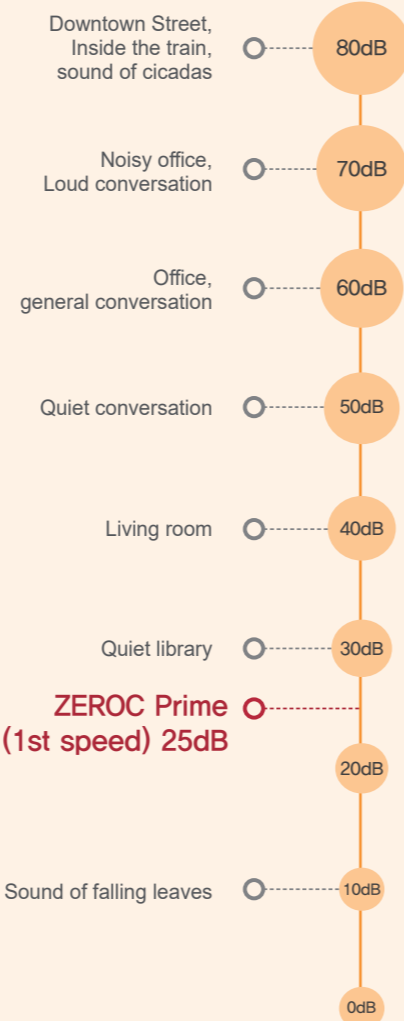 Downtown Street,
Inside the train,
sound of cicadas
80dB
Noisy office,
Loud conversation
70dB
Office,
general conversation
60dB
Quiet conversation
50dB
Living room
40dB
Quiet library
30dB
ZEROC Prime
(1st speed) 25dB
20dB
Sound of falling leaves
10dB
0dB